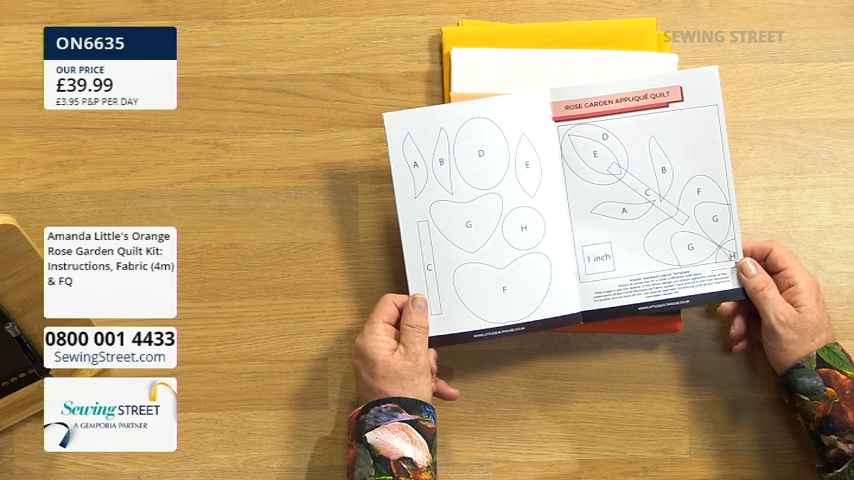 ON6635
OUR PRICE
£39.99
£3.95 P&P PER DAY
Amanda Little's Orange
Rose Garden Quilt Kit:
Instructions, Fabric (4m)
& FQ
0800 001 4433
SewingStreet.com
Sewing STREET
A GEMPORIA PARTNER
SEWING STREET
A
B
D
E
G
H
C
F
ROSE GARDEN APPLIQUÉ QUILT
D
E
B
C
F
A
G
G
H
1 inch